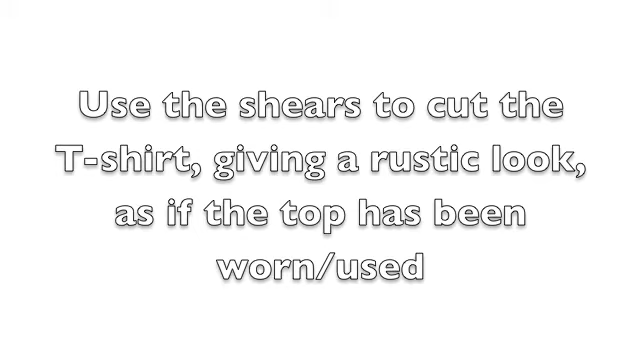 Use the shears to cut the
T-shirt, giving a rustic look,
as if the top has been
worn/used